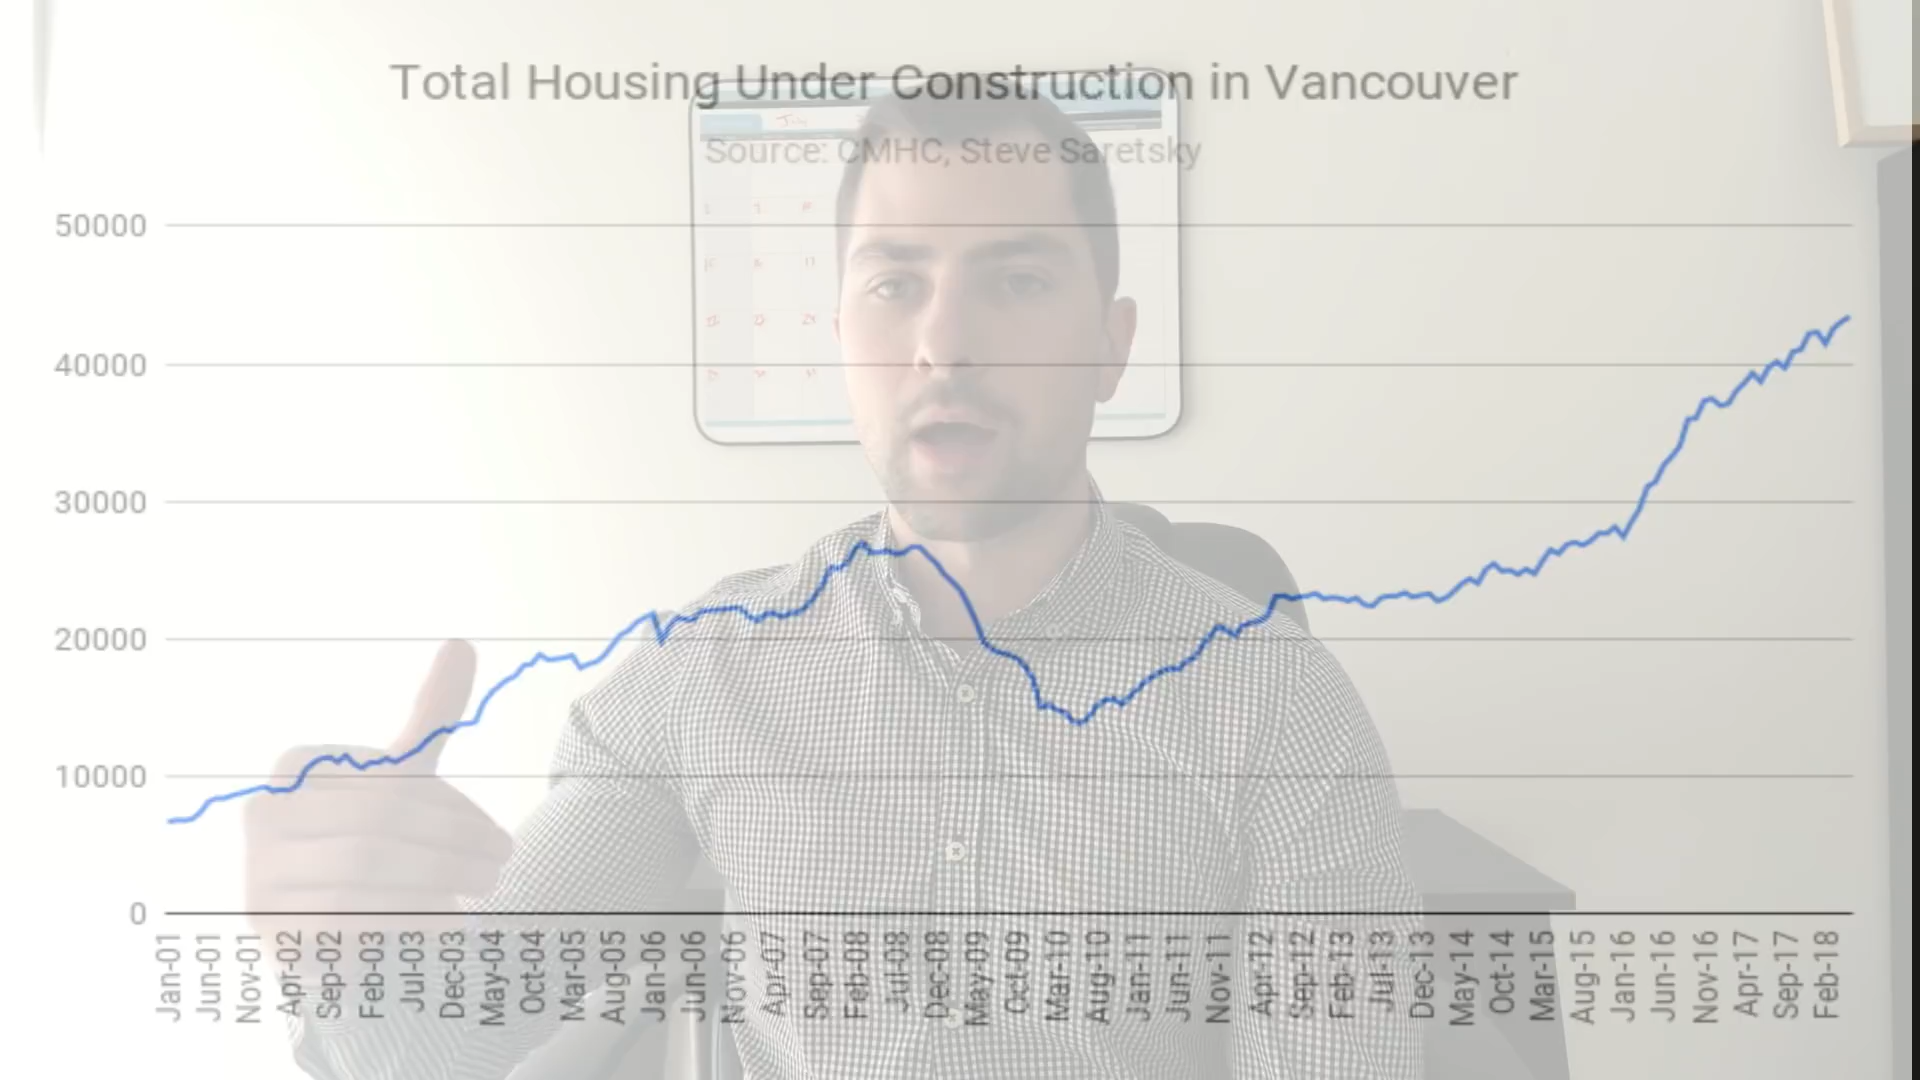 Total Housing Under Construction in Vancouver
July
Source: CMHC, Steve Saretsky
50000
40000
30000
20000
10000
0
Jan-01
Jun-01
Nov-01
Apr-02
Sep-02
Feb-03
Jul-03
Dec-03
May-04
Oct-04
Mar-05
Aug-05
Jan-06
Jun-06
Nov-06
Apr-07
Sep-07
Feb-08
Jul-08
Dec-08
May-09
Oct-09
Mar-10
Aug-10
Jan-11
Jun-11
Nov-11
Apr-12
Sep-12
Feb-13
Jul-13
Dec-13
May-14
Oct-14
Mar-15
Aug-15
Jan-16
Jun-16
Nov-16
Apr-17
Sep-17
Feb-18